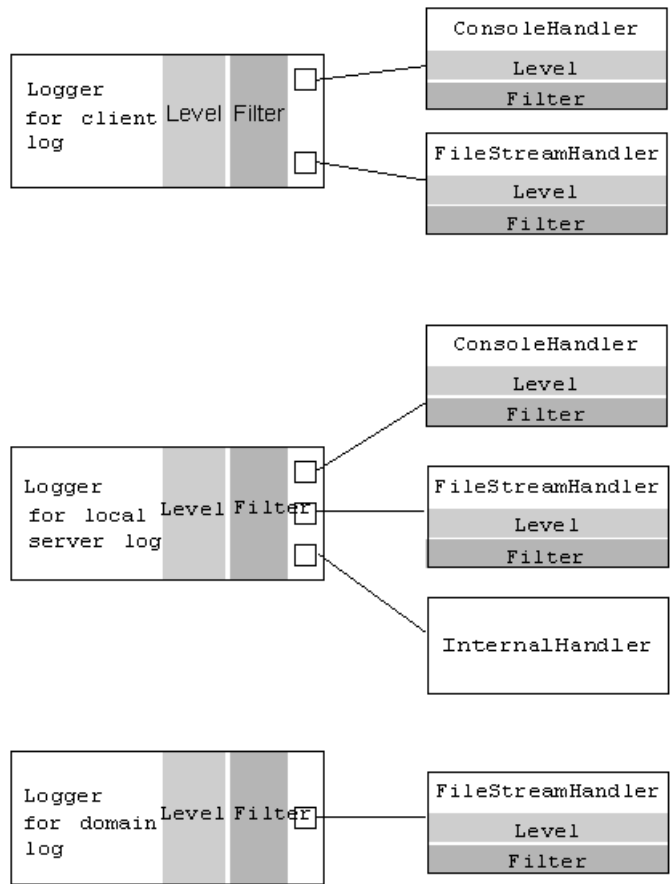 ConsoleHandler
Level
Filter
Logger
for client
log
Level Filter
FileStreamHandler
Level
Filter
ConsoleHandler
Level
Filter
Logger
for local
server log
Level Filter
FileStreamHandler
Level
Filter
InternalHandler
Logger
for domain
log
Level Filter
FileStreamHandler
Level
Filter